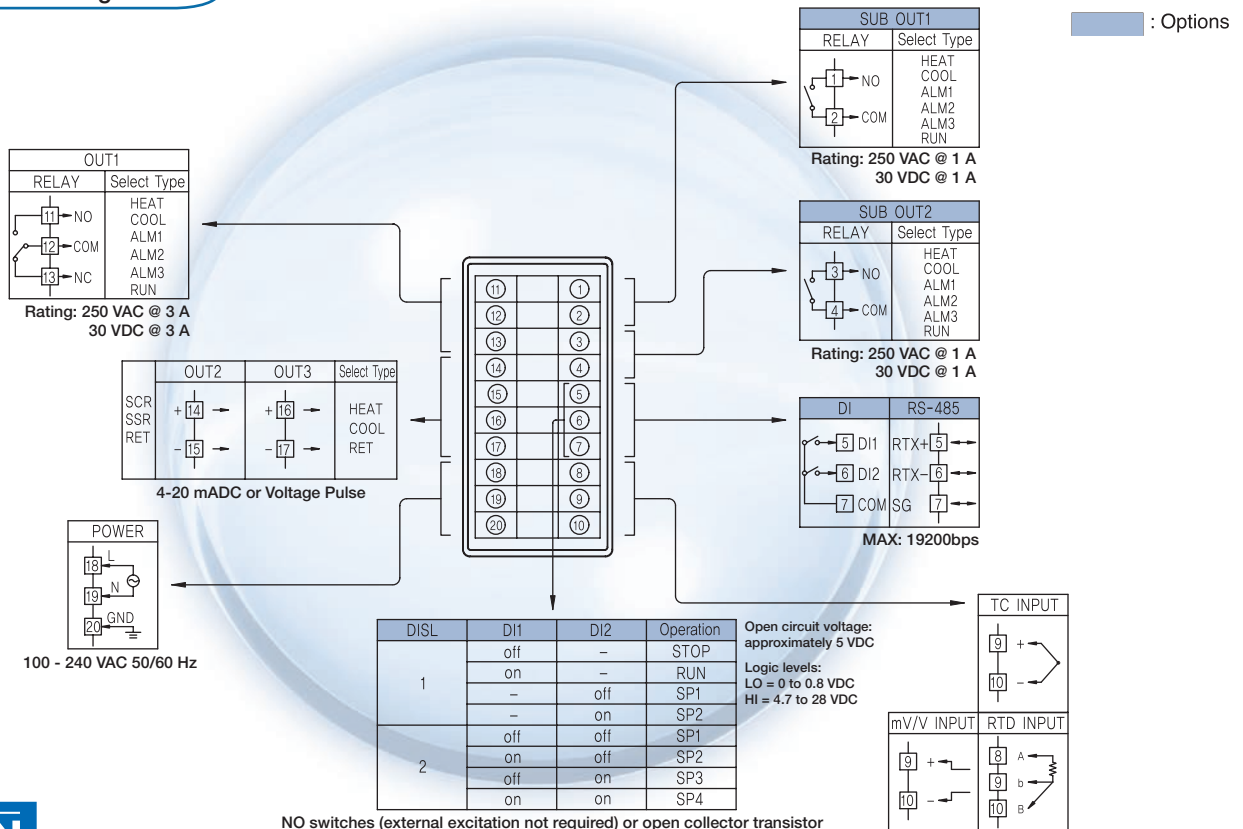 : Options
SUB OUT1
RELAY Select Type
1 NO
2 COM
HEAT
COOL
ALM1
ALM2
ALM3
RUN
Rating: 250 VAC @ 1 A
30 VDC @ 1 A
OUT1
RELAY Select Type
11 NO
12 COM
13 NC
HEAT
COOL
ALM1
ALM2
ALM3
RUN
Rating: 250 VAC @ 3 A
30 VDC @ 3 A
SUB OUT2
RELAY Select Type
3 NO
4 COM
HEAT
COOL
ALM1
ALM2
ALM3
RUN
Rating: 250 VAC @ 1 A
30 VDC @ 1 A
11 1
12 2
13 3
14 4
15 5
16 6
17 7
18 8
19 9
20 10
OUT2 OUT3 Select Type
SCR
SSR
RET
+ 14
- 15
+ 16
- 17
HEAT
COOL
RET
4-20 mADC or Voltage Pulse
DI RS-485
5 DI1 RTX+ 5
6 DI2 RTX- 6
7 COM SG 7
MAX: 19200bps
POWER
18 L
19 N
20 GND
100 - 240 VAC 50/60 Hz
DISL DI1 DI2 Operation
1 off – STOP
on – RUN
– off SP1
– on SP2
2 off off SP1
on off SP2
off on SP3
on on SP4
Open circuit voltage:
approximately 5 VDC
Logic levels:
LO = 0 to 0.8 VDC
HI = 4.7 to 28 VDC
NO switches (external excitation not required) or open collector transistor
TC INPUT
9 +
10 -
mV/V INPUT
9 +
10 -
RTD INPUT
8 A
9 b
10 B